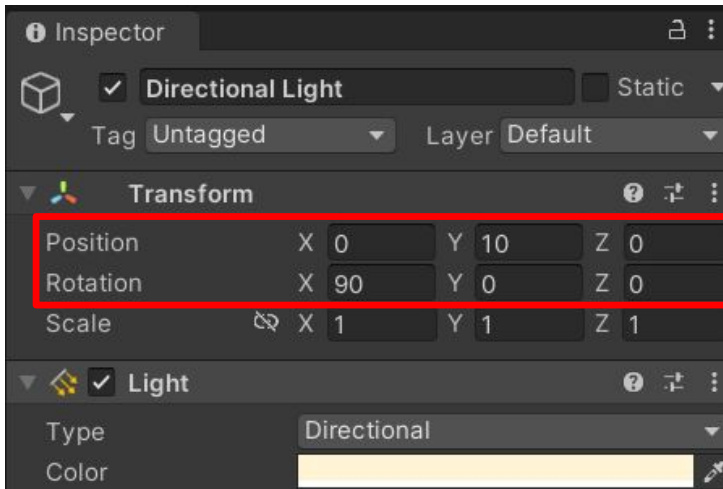 Inspector
Directional Light Static
Tag Untagged Layer Default
Transform
Position X 0 Y 10 Z 0
Rotation X 90 Y 0 Z 0
Scale X 1 Y 1 Z 1
Light
Type Directional
Color